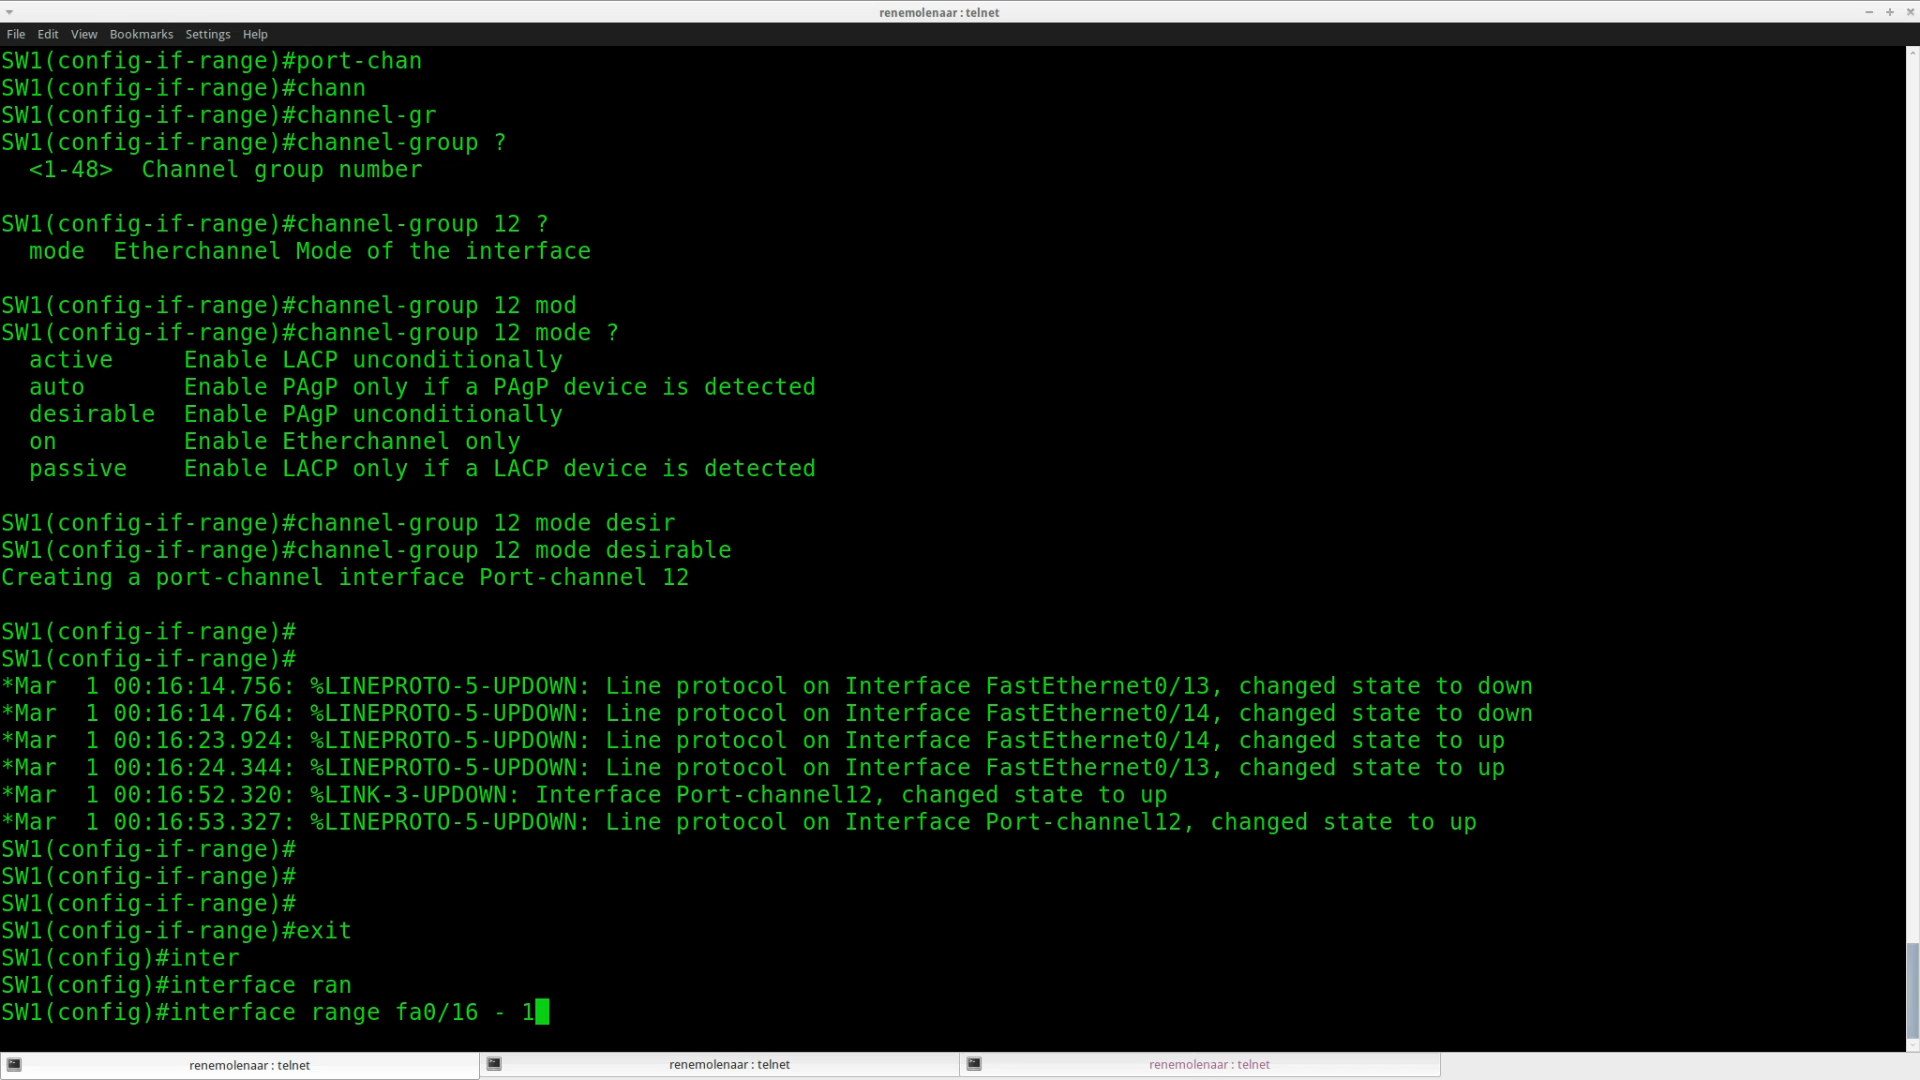 renemolenaar : telnet
File Edit View Bookmarks Settings Help
SW1(config-if-range)#port-chan
SW1(config-if-range)#chann
SW1(config-if-range)#channel-gr
SW1(config-if-range)#channel-group ?
  <1-48>  Channel group number
SW1(config-if-range)#channel-group 12 ?
  mode  Etherchannel Mode of the interface
SW1(config-if-range)#channel-group 12 mod
SW1(config-if-range)#channel-group 12 mode ?
  active     Enable LACP unconditionally
  auto       Enable PAgP only if a PAgP device is detected
  desirable  Enable PAgP unconditionally
  on         Enable Etherchannel only
  passive    Enable LACP only if a LACP device is detected
SW1(config-if-range)#channel-group 12 mode desir
SW1(config-if-range)#channel-group 12 mode desirable
Creating a port-channel interface Port-channel 12
SW1(config-if-range)#
SW1(config-if-range)#
*Mar  1 00:16:14.756: %LINEPROTO-5-UPDOWN: Line protocol on Interface FastEthernet0/13, changed state to down
*Mar  1 00:16:14.764: %LINEPROTO-5-UPDOWN: Line protocol on Interface FastEthernet0/14, changed state to down
*Mar  1 00:16:23.924: %LINEPROTO-5-UPDOWN: Line protocol on Interface FastEthernet0/14, changed state to up
*Mar  1 00:16:24.344: %LINEPROTO-5-UPDOWN: Line protocol on Interface FastEthernet0/13, changed state to up
*Mar  1 00:16:52.320: %LINK-3-UPDOWN: Interface Port-channel12, changed state to up
*Mar  1 00:16:53.327: %LINEPROTO-5-UPDOWN: Line protocol on Interface Port-channel12, changed state to up
SW1(config-if-range)#
SW1(config-if-range)#
SW1(config-if-range)#
SW1(config-if-range)#exit
SW1(config)#inter
SW1(config)#interface ran
SW1(config)#interface range fa0/16 - 1
renemolenaar : telnet
renemolenaar : telnet
renemolenaar : telnet